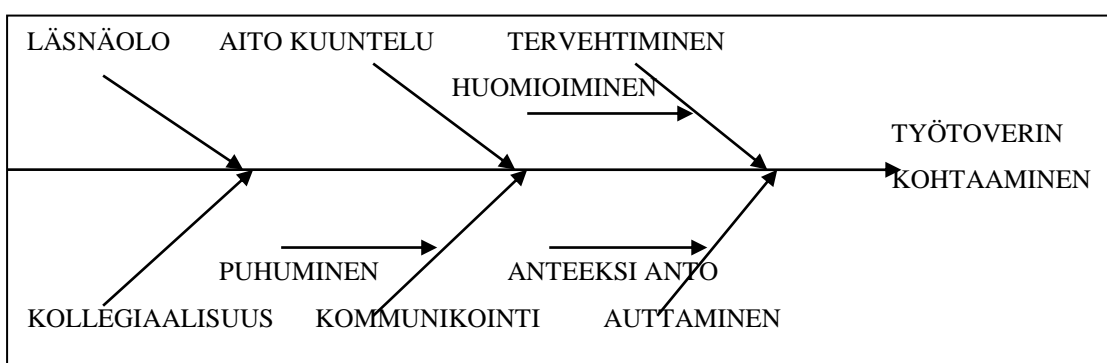 LÄSNÄOLO AITO KUUNTELU TERVEHTIMINEN
HUOMIOIMINEN
TYÖTOVERIN
KOHTAAMINEN
PUHUMINEN ANTEEKSI ANTO
KOLLEGIAALISUUS KOMMUNIKOINTI AUTTAMINEN